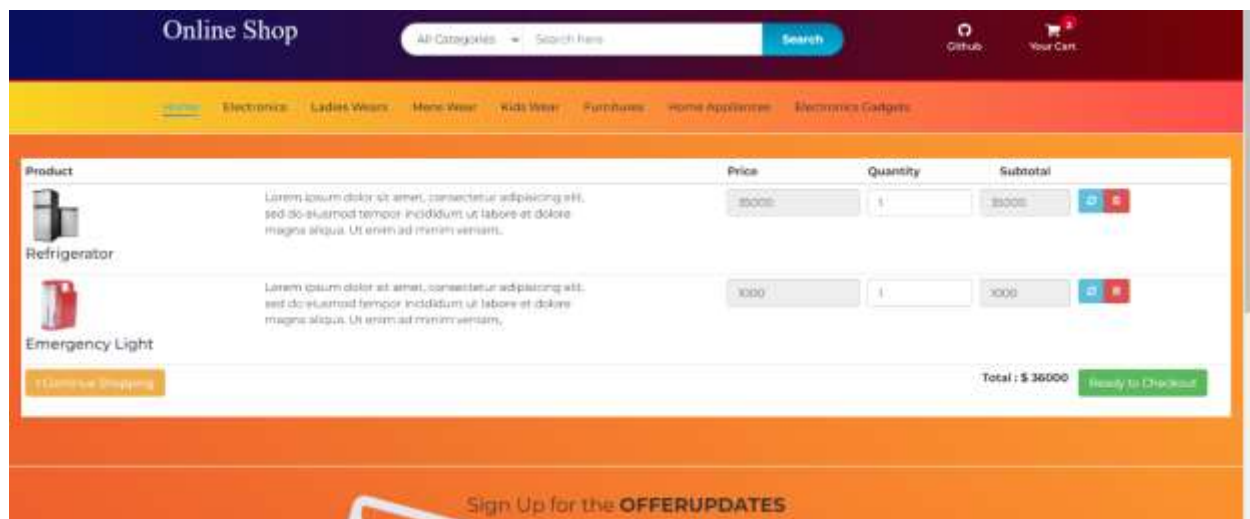 Online Shop
All Categories Search here Search
Github
2
Your Cart
Home Electronics Ladies Wears Mens Wear Kids Wear Furnitures Home Appliances Electronics Gadgets
Product Price Quantity Subtotal
Lorem ipsum dolor sit amet, consectetur adipisicing elit,
sed do eiusmod tempor incididunt ut labore et dolore
magna aliqua. Ut enim ad minim veniam,
35000 1 35000
Refrigerator
Lorem ipsum dolor sit amet, consectetur adipisicing elit,
sed do eiusmod tempor incididunt ut labore et dolore
magna aliqua. Ut enim ad minim veniam,
1000 1 1000
Emergency Light
Continue Shopping Total : $ 36000 Ready to Checkout
Sign Up for the OFFERUPDATES